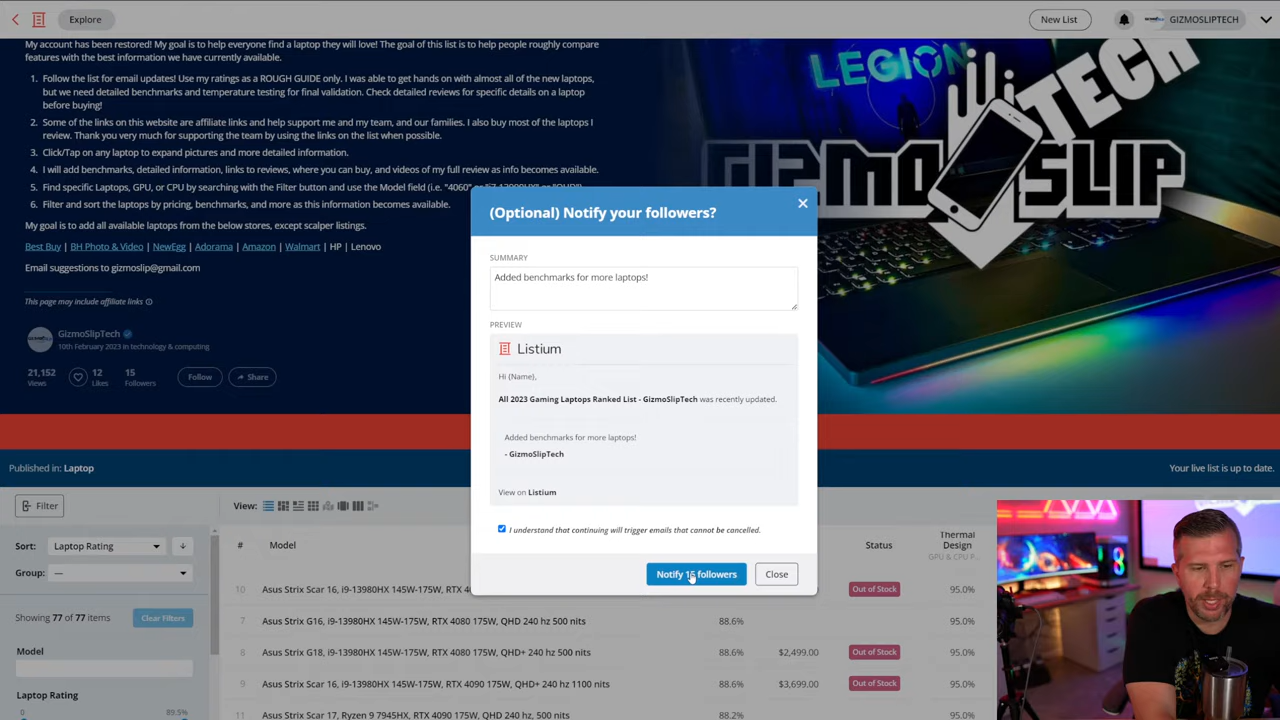 Explore
New List
GIZMOSLIPTECH
My account has been restored! My goal is to help everyone find a laptop they will love! The goal of this list is to help people roughly compare
features with the best information we have currently available.
1. Follow the list for email updates! Use my ratings as a ROUGH GUIDE only. I was able to get hands on with almost all of the new laptops,
but we need detailed benchmarks and temperature testing for final validation. Check detailed reviews for specific details on a laptop
before buying!
2. Some of the links on this website are affiliate links and help support me and my team, and our families. I also buy most of the laptops I
review. Thank you very much for supporting the team by using the links on the list when possible.
3. Click/Tap on any laptop to expand pictures and more detailed information.
4. I will add benchmarks, detailed information, links to reviews, where you can buy, and videos of my full review as info becomes available.
5. Find specific Laptops, GPU, or CPU by searching with the Filter button and use the Model field (i.e. "4060"
6. Filter and sort the laptops by pricing, benchmarks, and more as this information becomes available.
My goal is to add all available laptops from the below stores, except scalper listings.
Best Buy | BH Photo & Video | NewEgg | Adorama | Amazon | Walmart | HP | Lenovo
Email suggestions to gizmoslip@gmail.com
This page may include affiliate links
GizmoSlipTech
10th February 2023 in technology & computing
21,152 Views
12 Likes
15 Followers
Follow
Share
LEGION
TECH
GIZMO SLIP
(Optional) Notify your followers?
SUMMARY
Added benchmarks for more laptops!
PREVIEW
Listium
Hi {Name},
All 2023 Gaming Laptops Ranked List - GizmoSlipTech was recently updated.
Added benchmarks for more laptops!
- GizmoSlipTech
View on Listium
I understand that continuing will trigger emails that cannot be cancelled.
Notify 15 followers
Close
Published in: Laptop
Your live list is up to date.
Filter
View:
Sort: Laptop Rating
Group: —
Showing 77 of 77 items
Clear Filters
Model
Laptop Rating
0
89.5%
# Model Status Thermal
Design
GPU & CPU P...
10 Asus Strix Scar 16, i9-13980HX 145W-175W, RTX 4 Out of Stock 95.0%
7 Asus Strix G16, i9-13980HX 145W-175W, RTX 4080 175W, QHD 240 hz 500 nits 88.6% 95.0%
8 Asus Strix G18, i9-13980HX 145W-175W, RTX 4080 175W, QHD+ 240 hz 500 nits 88.6% $2,499.00 Out of Stock 95.0%
9 Asus Strix Scar 16, i9-13980HX 145W-175W, RTX 4090 175W, QHD+ 240 hz 1100 nits 88.6% $3,699.00 Out of Stock 95.0%
11 Asus Strix Scar 17, Ryzen 9 7945HX, RTX 4090 175W, QHD 240 hz 300 nits 88.2%